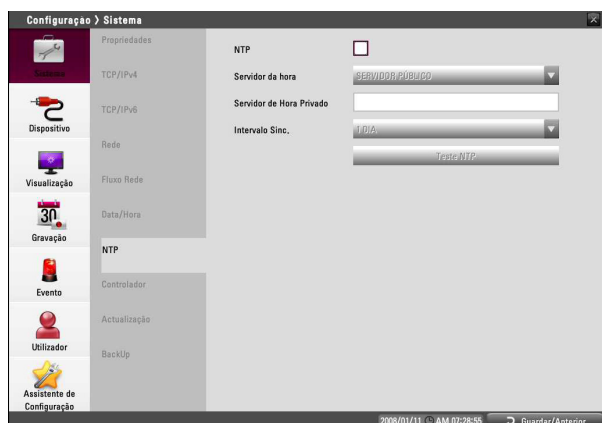 Configuração > Sistema
Sistema
Dispositivo
Visualização
30
Gravação
Evento
Utilizador
Assistente de
Configuração
Propriedades
TCP/IPv4
TCP/IPv6
Rede
Fluxo Rede
Data/Hora
NTP
Controlador
Actualização
BackUp
NTP
Servidor da hora
SERVIDOR PÚBLICO
Servidor de Hora Privado
Intervalo Sinc.
1 DIA
Teste NTP
2008/01/11 AM 07:28:55
Guardar/Anterior